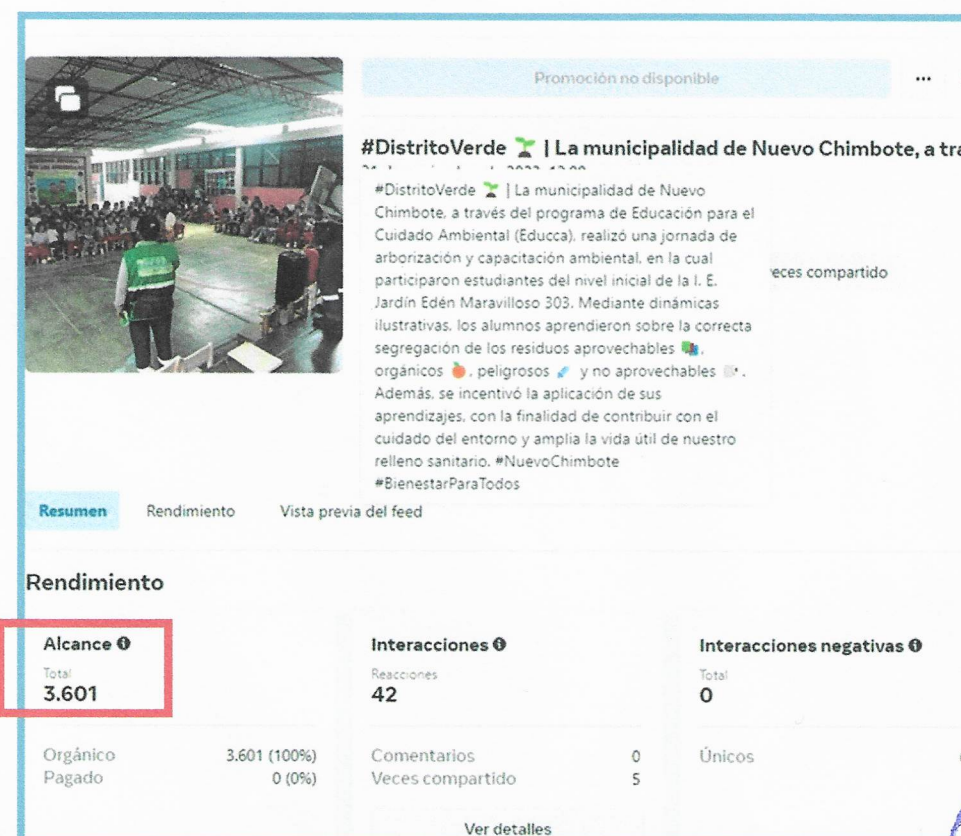 Promoción no disponible
...
#DistritoVerde 🌱 | La municipalidad de Nuevo Chimbote, a tra
#DistritoVerde 🌱 | La municipalidad de Nuevo
Chimbote, a través del programa de Educación para el
Cuidado Ambiental (Educca), realizó una jornada de
arborización y capacitación ambiental, en la cual
participaron estudiantes del nivel inicial de la I. E.
Jardín Edén Maravilloso 303. Mediante dinámicas
ilustrativas, los alumnos aprendieron sobre la correcta
segregación de los residuos aprovechables
orgánicos 🍑, peligrosos y no aprovechables
Además, se incentivó la aplicación de sus
aprendizajes, con la finalidad de contribuir con el
cuidado del entorno y amplia la vida útil de nuestro
relleno sanitario. #NuevoChimbote
#BienestarParaTodos
veces compartido
Resumen Rendimiento Vista previa del feed
Rendimiento
Alcance
Total
3.601
Orgánico 3.601 (100%)
Pagado 0 (0%)
Interacciones
Reacciones
42
Comentarios 0
Veces compartido 5
Ver detalles
Interacciones negativas
Total
0
Únicos